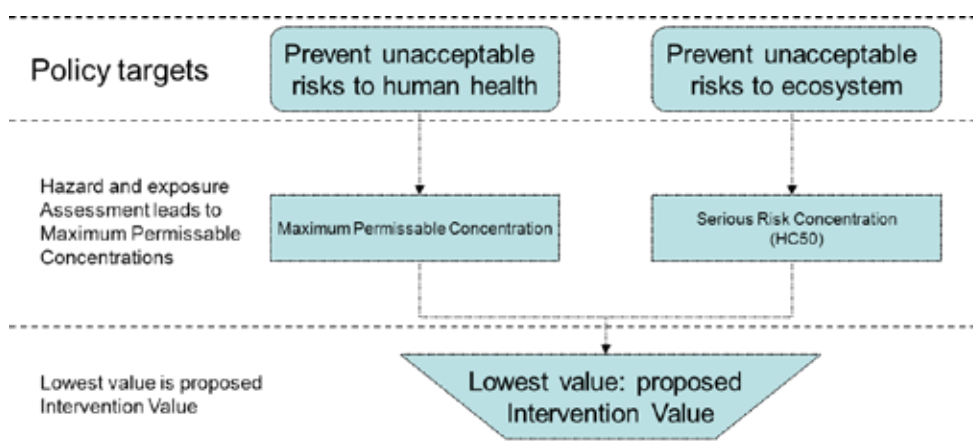 Policy targets
Prevent unacceptable
risks to human health
Prevent unacceptable
risks to ecosystem
Hazard and exposure
Assessment leads to
Maximum Permissable
Concentrations
Maximum Permissable Concentration
Serious Risk Concentration
(HC50)
Lowest value is proposed
Intervention Value
Lowest value: proposed
Intervention Value